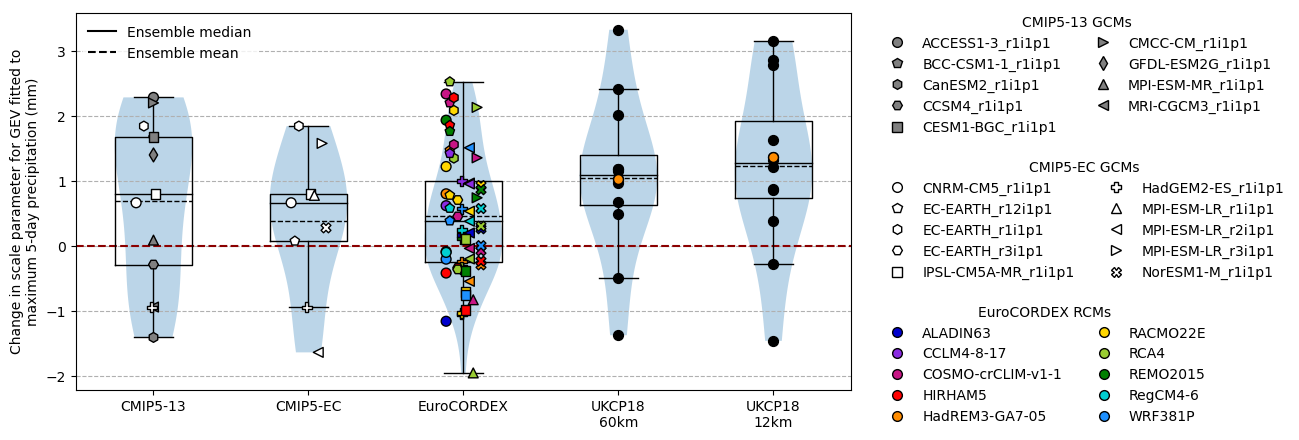 Change in scale parameter for GEV fitted to
maximum 5-day precipitation (mm)
3
2
1
0
−1
−2
Ensemble median
Ensemble mean
CMIP5-13
CMIP5-EC
EuroCORDEX
UKCP18
60km
UKCP18
12km
CMIP5-13 GCMs
ACCESS1-3_r1i1p1
BCC-CSM1-1_r1i1p1
CanESM2_r1i1p1
CCSM4_r1i1p1
CESM1-BGC_r1i1p1
CMCC-CM_r1i1p1
GFDL-ESM2G_r1i1p1
MPI-ESM-MR_r1i1p1
MRI-CGCM3_r1i1p1
CMIP5-EC GCMs
CNRM-CM5_r1i1p1
EC-EARTH_r12i1p1
EC-EARTH_r1i1p1
EC-EARTH_r3i1p1
IPSL-CM5A-MR_r1i1p1
HadGEM2-ES_r1i1p1
MPI-ESM-LR_r1i1p1
MPI-ESM-LR_r2i1p1
MPI-ESM-LR_r3i1p1
NorESM1-M_r1i1p1
EuroCORDEX RCMs
ALADIN63
CCLM4-8-17
COSMO-crCLIM-v1-1
HIRHAM5
HadREM3-GA7-05
RACMO22E
RCA4
REMO2015
RegCM4-6
WRF381P